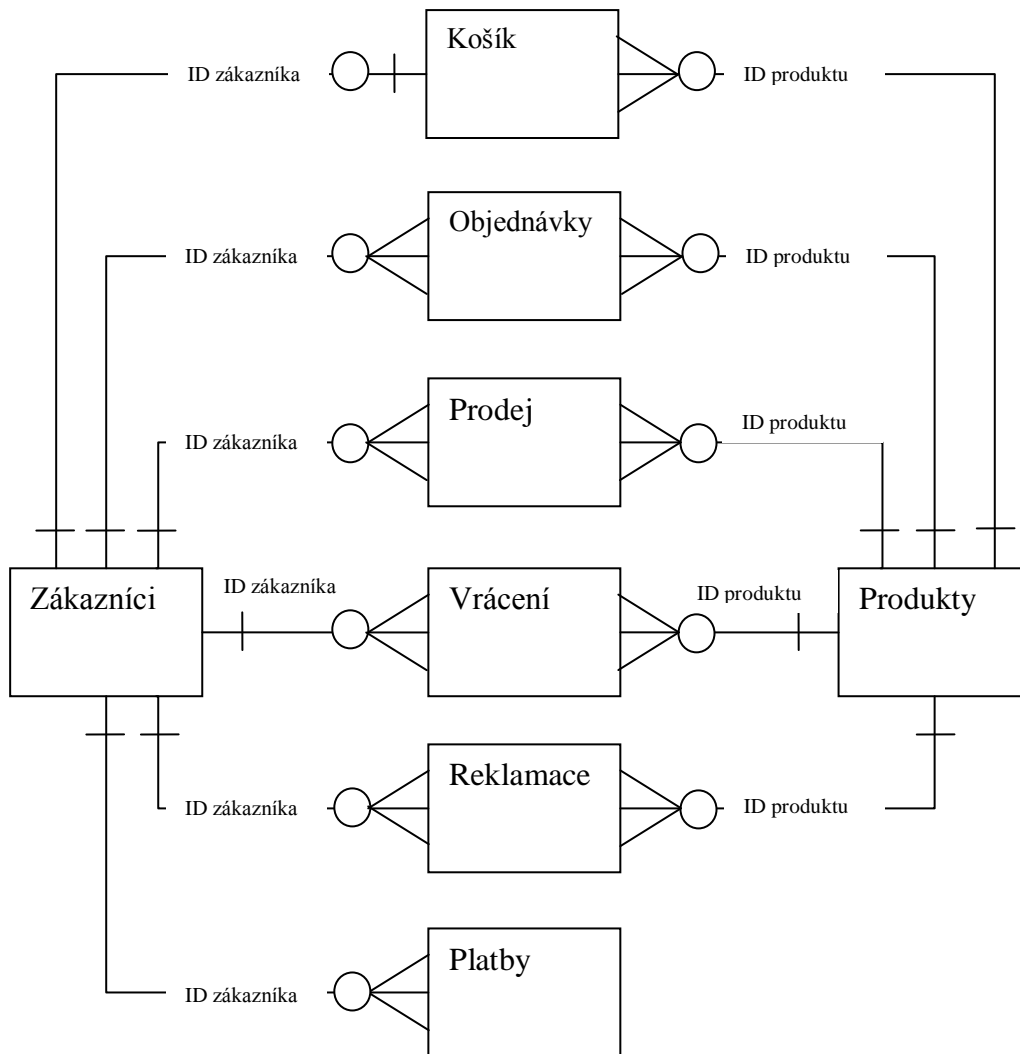 Košík
ID zákazníka
ID produktu
Objednávky
ID zákazníka
ID produktu
Prodej
ID zákazníka
ID produktu
Zákazníci
ID zákazníka
Vrácení
ID produktu
Produkty
Reklamace
ID zákazníka
ID produktu
Platby
ID zákazníka